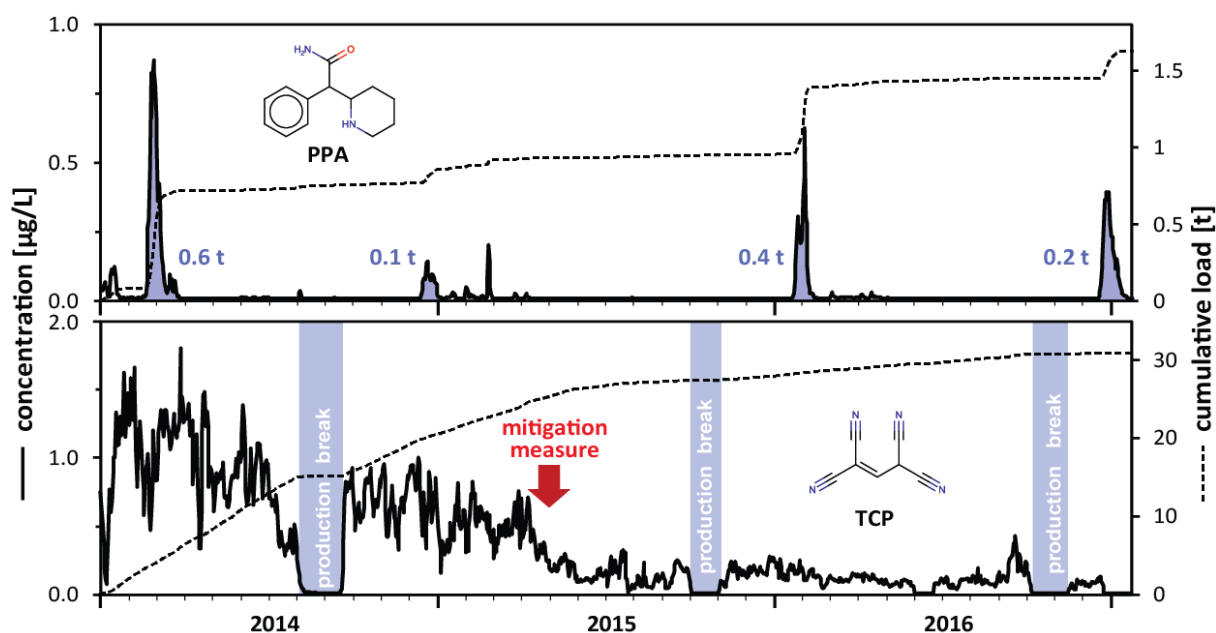 1.0
0.5
0.0
1.5
1
0.5
0
H₂N
O
HN
PPA
0.6 t
0.1 t
0.4 t
0.2 t
concentration [µg/L]
cumulative load [t]
2.0
1.0
0.0
30
20
10
0
production break
production break
production break
mitigation
measure
N
N
N
N
TCP
2014
2015
2016